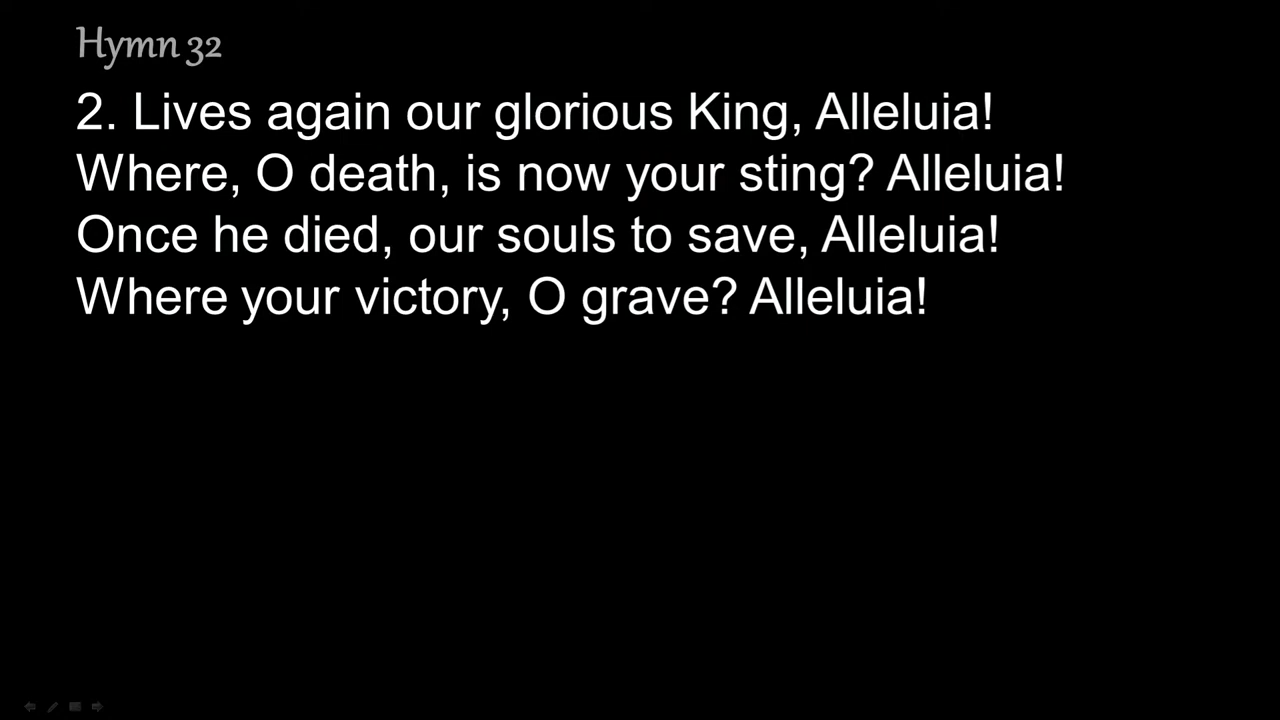 Hymn 32
2. Lives again our glorious King, Alleluia!
Where, O death, is now your sting? Alleluia!
Once he died, our souls to save, Alleluia!
Where your victory, O grave? Alleluia!